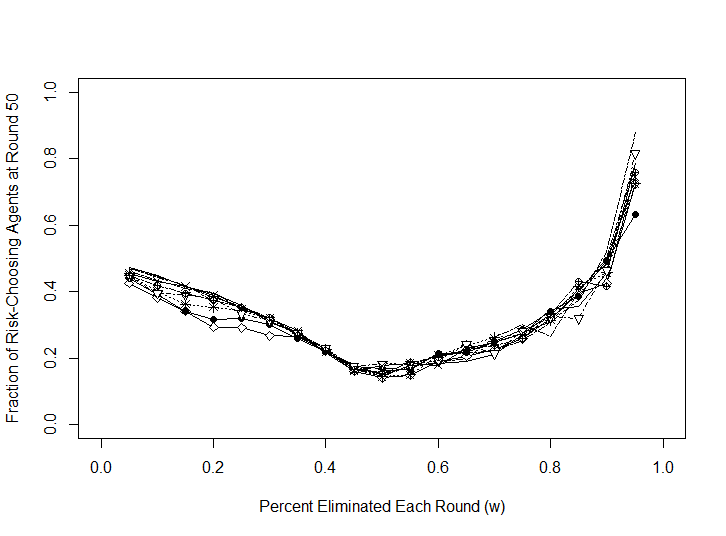 Fraction of Risk-Choosing Agents at Round 50
1.0
0.8
0.6
0.4
0.2
0.0
0.0 0.2 0.4 0.6 0.8 1.0
Percent Eliminated Each Round (w)